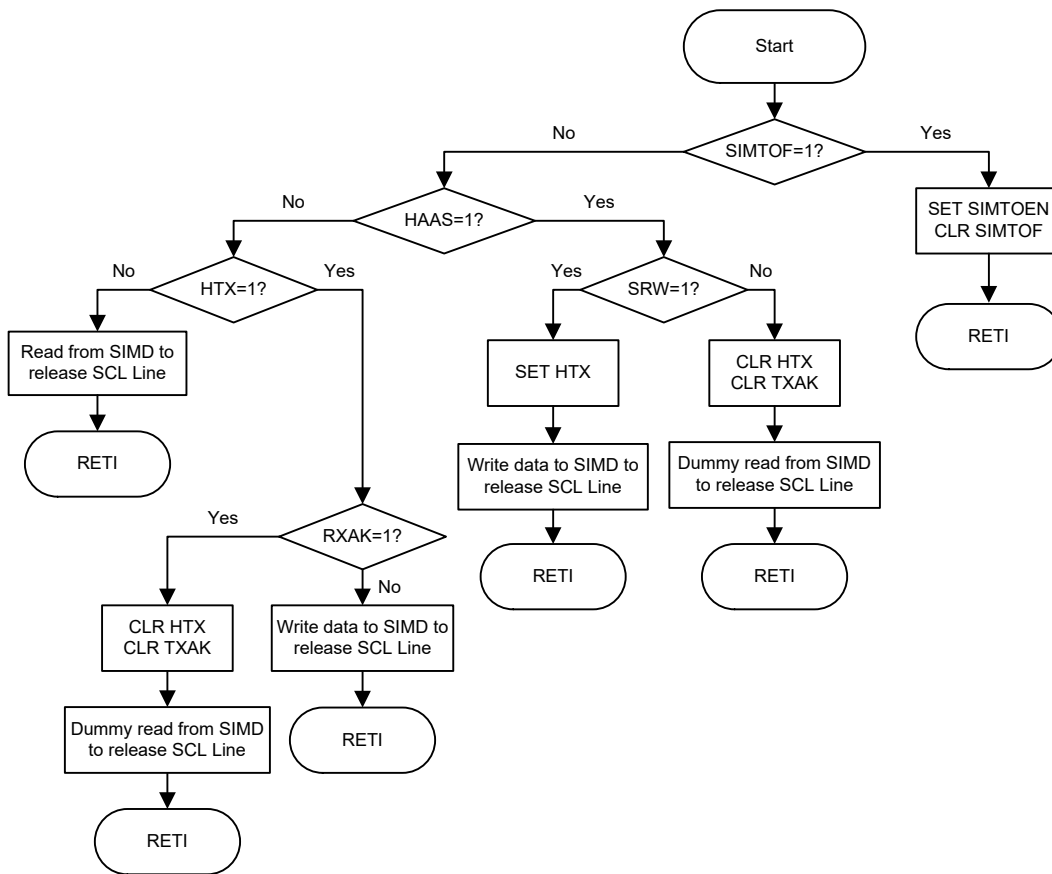 Start
No
Yes
SIMTOF=1?
No
Yes
HAAS=1?
SET SIMTOEN
CLR SIMTOF
No
Yes
Yes
No
HTX=1?
SRW=1?
RETI
Read from SIMD to
release SCL Line
SET HTX
CLR HTX
CLR TXAK
RETI
Write data to SIMD to
release SCL Line
Dummy read from SIMD
to release SCL Line
Yes
RXAK=1?
RETI
RETI
No
CLR HTX
CLR TXAK
Write data to SIMD to
release SCL Line
Dummy read from SIMD
to release SCL Line
RETI
RETI